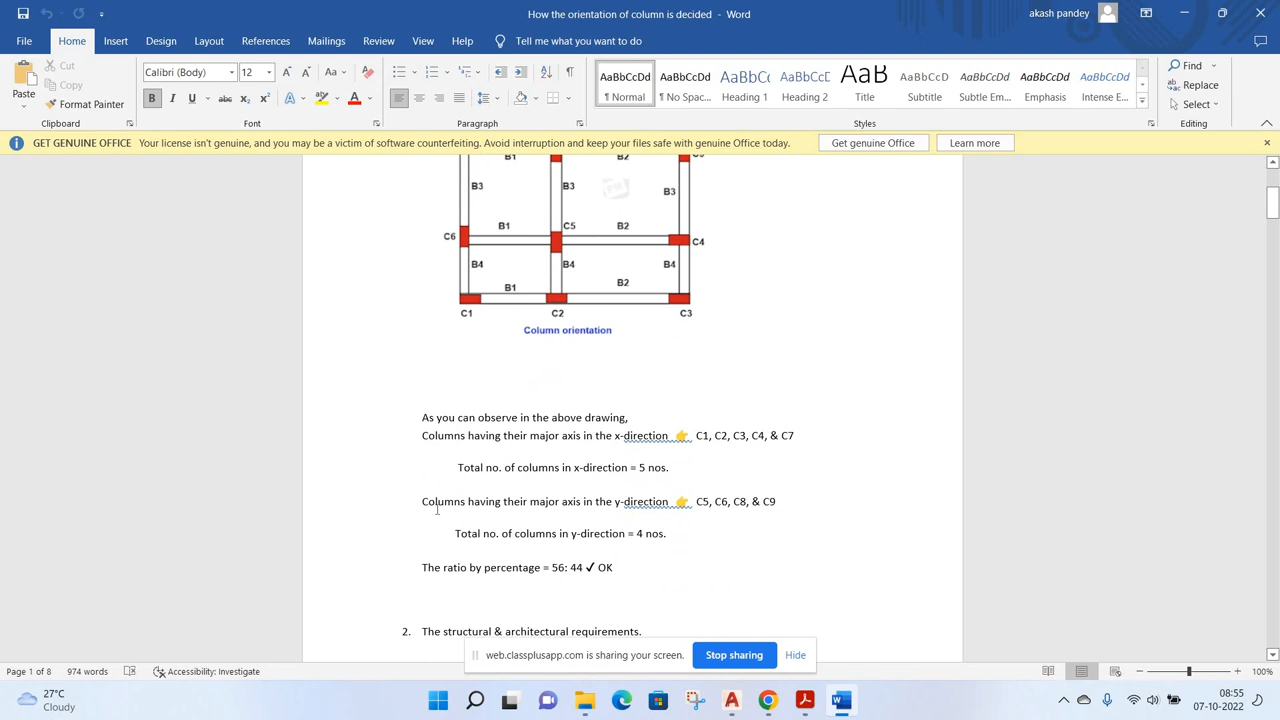 How the orientation of column is decided - Word
akash pandey
File Home Insert Design Layout References Mailings Review View Help Tell me what you want to do
Paste
Cut
Copy
Format Painter
Clipboard
Calibri (Body) 12
Font
Paragraph
AaBbCcDd AaBbCcDd AaBbCc AaBbCcE AaB AaBbCcD AaBbCcDd AaBbCcDd AaBbCcDd
¶ Normal ¶ No Spac... Heading 1 Heading 2 Title Subtitle Subtle Em... Emphasis Intense E...
Styles
Find
Replace
Select
Editing
GET GENUINE OFFICE Your license isn't genuine, and you may be a victim of software counterfeiting. Avoid interruption and keep your files safe with genuine Office today. Get genuine Office Learn more
B1 B2
B3 B3 B3
B1 C5 B2
C6 C4
B4 B4 B4
B1 B2
C1 C2 C3
Column orientation
As you can observe in the above drawing,
Columns having their major axis in the x-direction 👉 C1, C2, C3, C4, & C7
Total no. of columns in x-direction = 5 nos.
Columns having their major axis in the y-direction 👉 C5, C6, C8, & C9
Total no. of columns in y-direction = 4 nos.
The ratio by percentage = 56: 44 ✓ OK
2. The structural & architectural requirements.
web.classplusapp.com is sharing your screen. Stop sharing Hide
Page 1 of 8 974 words Accessibility: Investigate 100%
27°C
Cloudy
08:55
07-10-2022